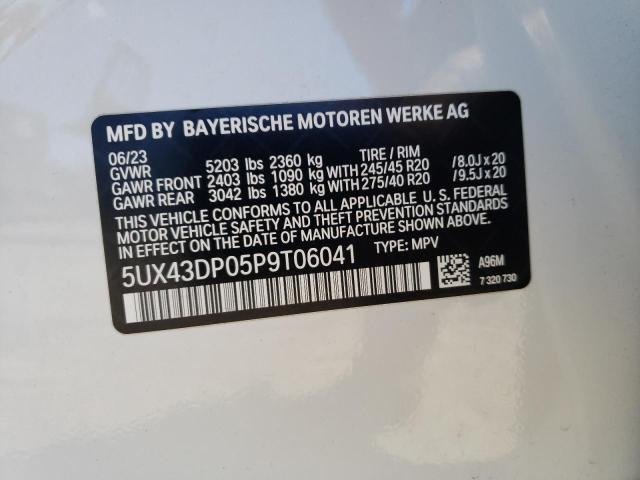 MFD BY BAYERISCHE MOTOREN WERKE AG
06/23 TIRE / RIM
GVWR 5203 lbs 2360 kg
GAWR FRONT 2403 lbs 1090 kg WITH 245/45 R20 /8.0J x 20
GAWR REAR 3042 lbs 1380 kg WITH 275/40 R20 /9.5J x 20
THIS VEHICLE CONFORMS TO ALL APPLICABLE U.S. FEDERAL
MOTOR VEHICLE SAFETY AND THEFT PREVENTION STANDARDS
IN EFFECT ON THE DATE OF MANUFACTURE SHOWN ABOVE.
5UX43DP05P9T06041 TYPE: MPV
A96M
7 320 730